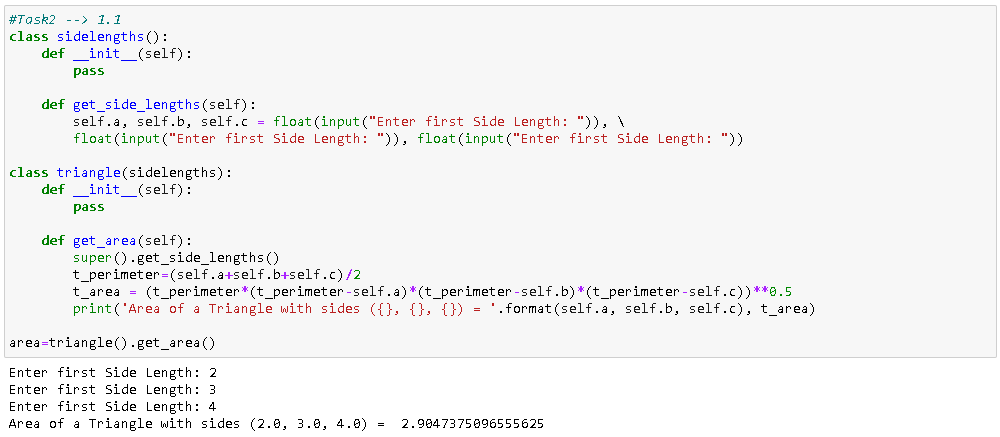 #Task2 --> 1.1
class sidelengths():
    def __init__(self):
        pass

    def get_side_lengths(self):
        self.a, self.b, self.c = float(input("Enter first Side Length: ")), \
        float(input("Enter first Side Length: ")), float(input("Enter first Side Length: "))

class triangle(sidelengths):
    def __init__(self):
        pass

    def get_area(self):
        super().get_side_lengths()
        t_perimeter=(self.a+self.b+self.c)/2
        t_area = (t_perimeter*(t_perimeter-self.a)*(t_perimeter-self.b)*(t_perimeter-self.c))**0.5
        print('Area of a Triangle with sides ({}, {}, {}) = '.format(self.a, self.b, self.c), t_area)

area=triangle().get_area()
Enter first Side Length: 2
Enter first Side Length: 3
Enter first Side Length: 4
Area of a Triangle with sides (2.0, 3.0, 4.0) =  2.9047375096555625